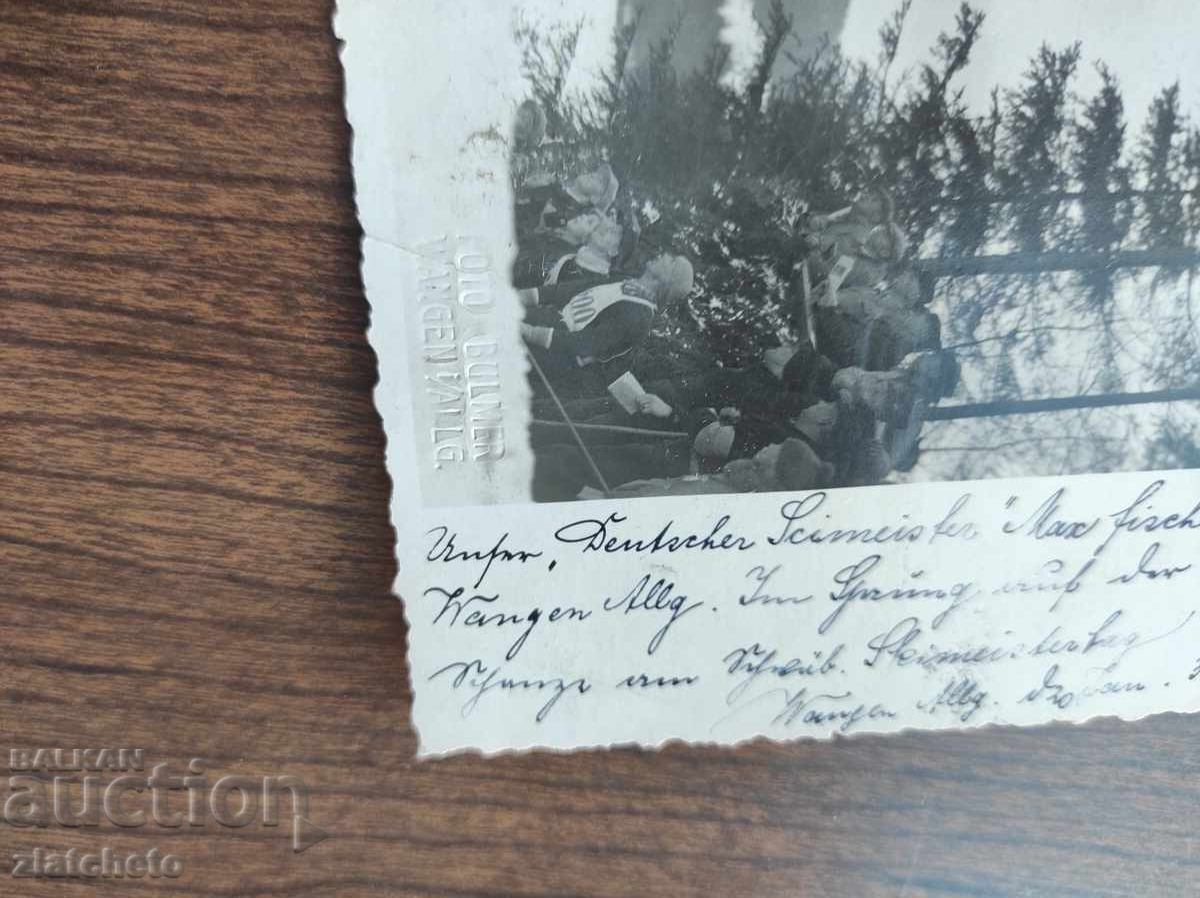 FOTO BULMER
WANGEN I/ALLG.
Unser „Deutscher Scimeister" Max Fisch
Wangen Allg. Im Sprung auf der
Schanze am Schwäb. Skimeistertag
Wangen Allg. Jan.
BALKAN
auction
zlatcheto